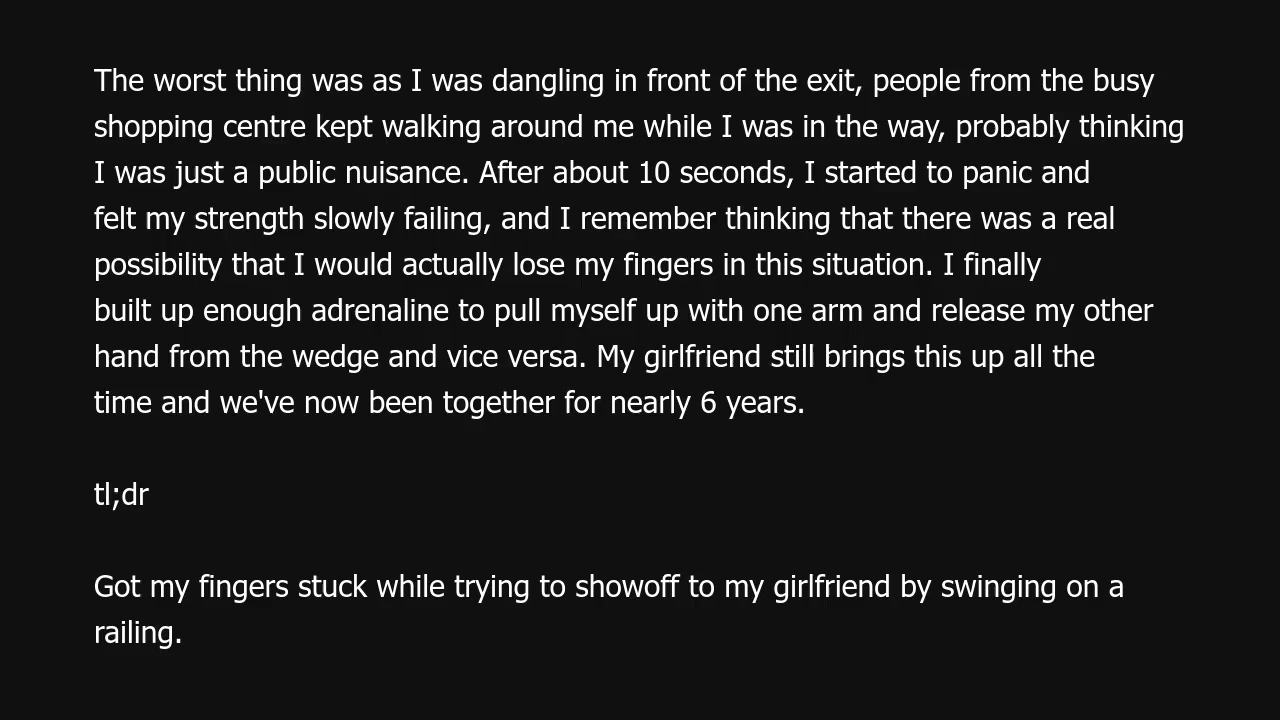 The worst thing was as I was dangling in front of the exit, people from the busy
shopping centre kept walking around me while I was in the way, probably thinking
I was just a public nuisance. After about 10 seconds, I started to panic and
felt my strength slowly failing, and I remember thinking that there was a real
possibility that I would actually lose my fingers in this situation. I finally
built up enough adrenaline to pull myself up with one arm and release my other
hand from the wedge and vice versa. My girlfriend still brings this up all the
time and we've now been together for nearly 6 years.
tl;dr
Got my fingers stuck while trying to showoff to my girlfriend by swinging on a
railing.